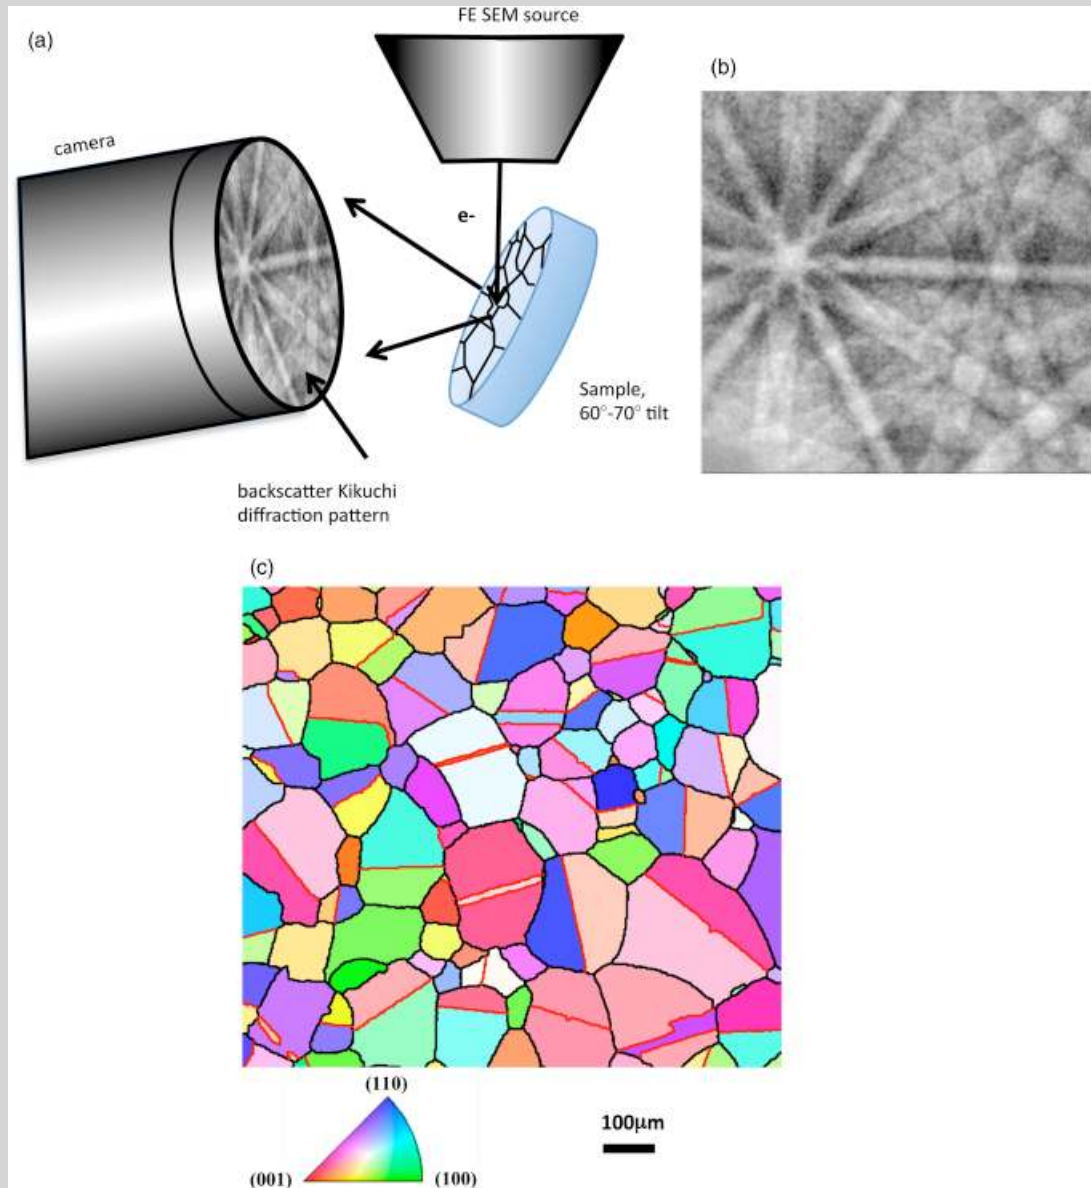 FE SEM source
(a)
(b)
camera
e-
Sample,
60°-70° tilt
backscatter Kikuchi
diffraction pattern
(c)
(110)
(001)
(100)
100μm